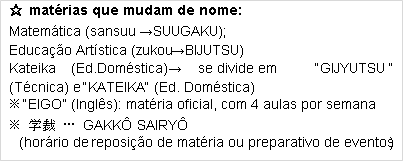 ☆ matérias que mudam de nome:
Matemática (sansuu →SUUGAKU);
Educação Artística (zukou→BIJUTSU)
Kateika (Ed.Doméstica)→ se divide em "GIJYUTSU"
(Técnica) e"KATEIKA" (Ed. Doméstica)
※"EIGO" (Inglês): matéria oficial, com 4 aulas por semana
※ 学裁 … GAKKÔ SAIRYÔ
(horário de reposição de matéria ou preparativo de eventos)